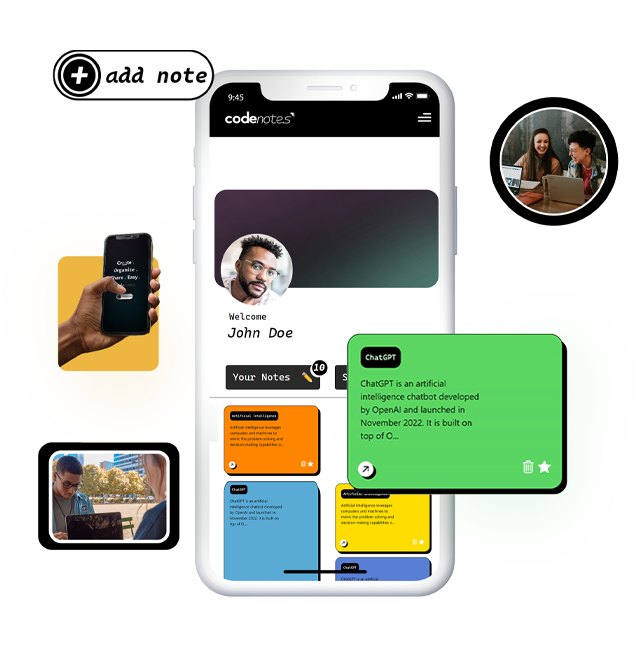 add note
9:45
codenotes
Create .
Organize .
Share . Easy .
Welcome
John Doe
Your Notes
10
S
ChatGPT
ChatGPT is an artificial
intelligence chatbot developed
by OpenAI and launched in
November 2022. It is built on
top of O...
Artificial Intelligence
Artificial intelligence leverages
computers and machines to
mimic the problem-solving and
decision-making capabilities o...
ChatGPT
ChatGPT is an artificial
intelligence chatbot developed
by OpenAI and launched in
November 2022. It is built on
top of O...
Artificial Intelligence
Artificial intelligence leverages
computers and machines to
mimic the problem-solving and
decision-making capabilities o...
ChatGPT
ChatGPT is an artificial